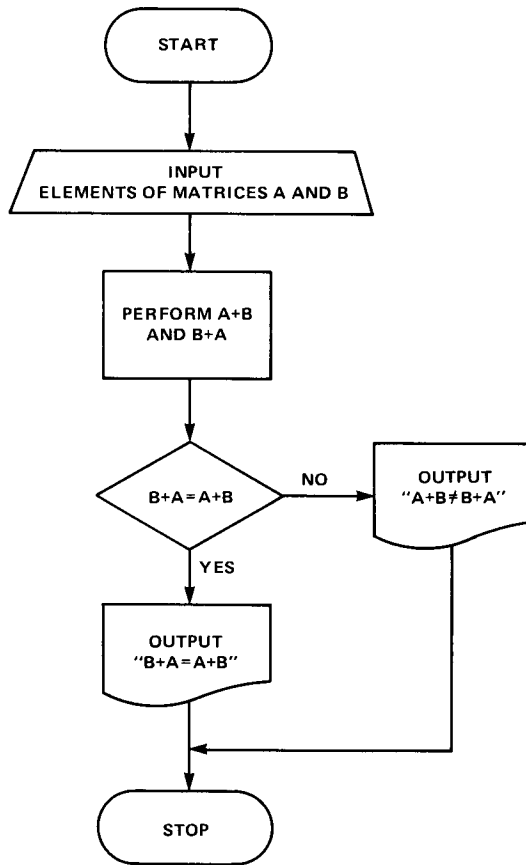 START
INPUT
ELEMENTS OF MATRICES A AND B
PERFORM A+B
AND B+A
B+A=A+B
NO
OUTPUT
“A+B≠B+A”
YES
OUTPUT
“B+A=A+B”
STOP